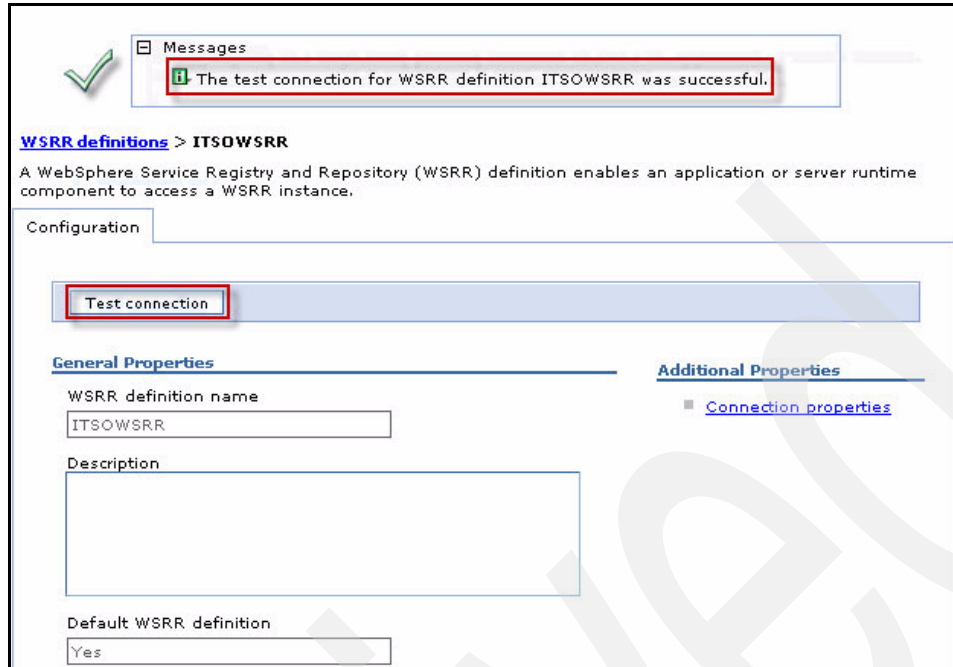 Messages
The test connection for WSRR definition ITSOWSRR was successful.
WSRR definitions > ITSOWSRR
A WebSphere Service Registry and Repository (WSRR) definition enables an application or server runtime
component to access a WSRR instance.
Configuration
Test connection
General Properties
WSRR definition name
ITSOWSRR
Description
Default WSRR definition
Yes
Additional Properties
Connection properties